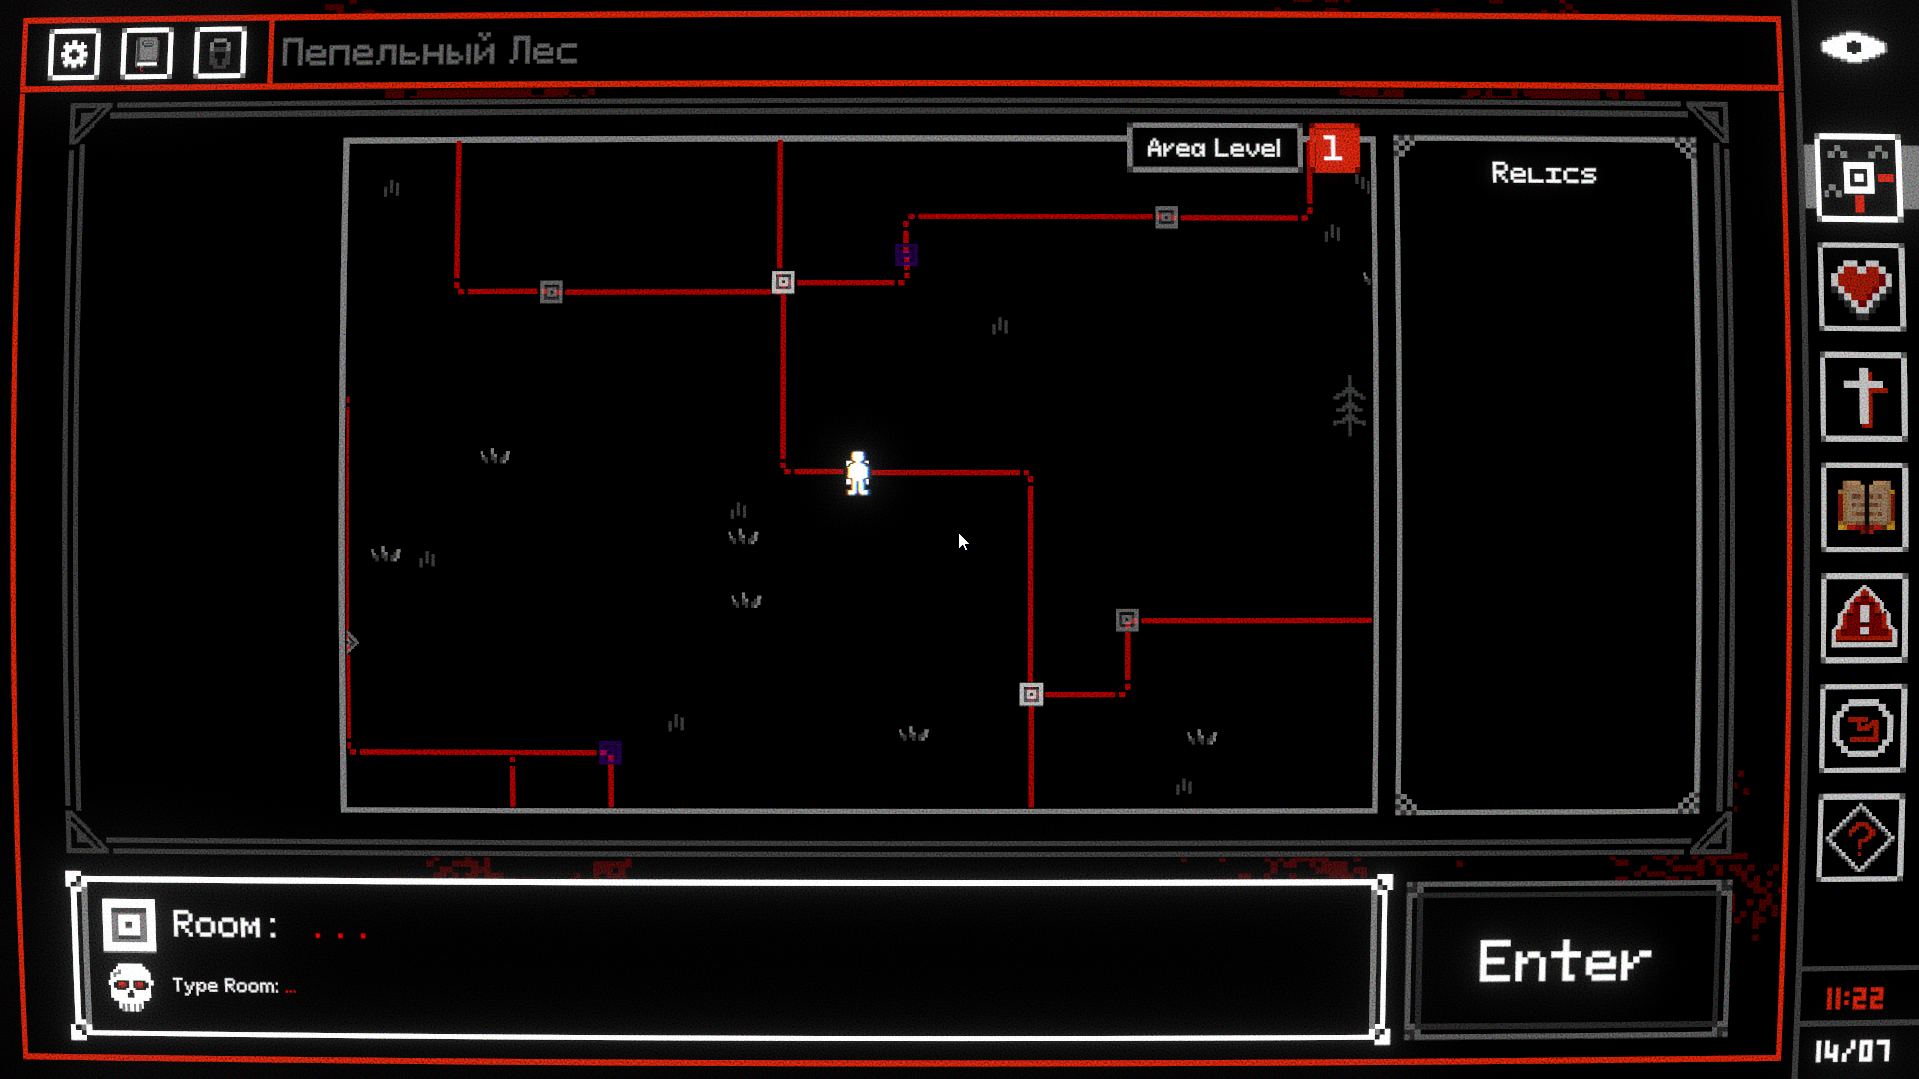 Пепельный Лес
Area Level
1
Relics
Room: ...
Type Room: ...
Enter
?
11:22
14/07